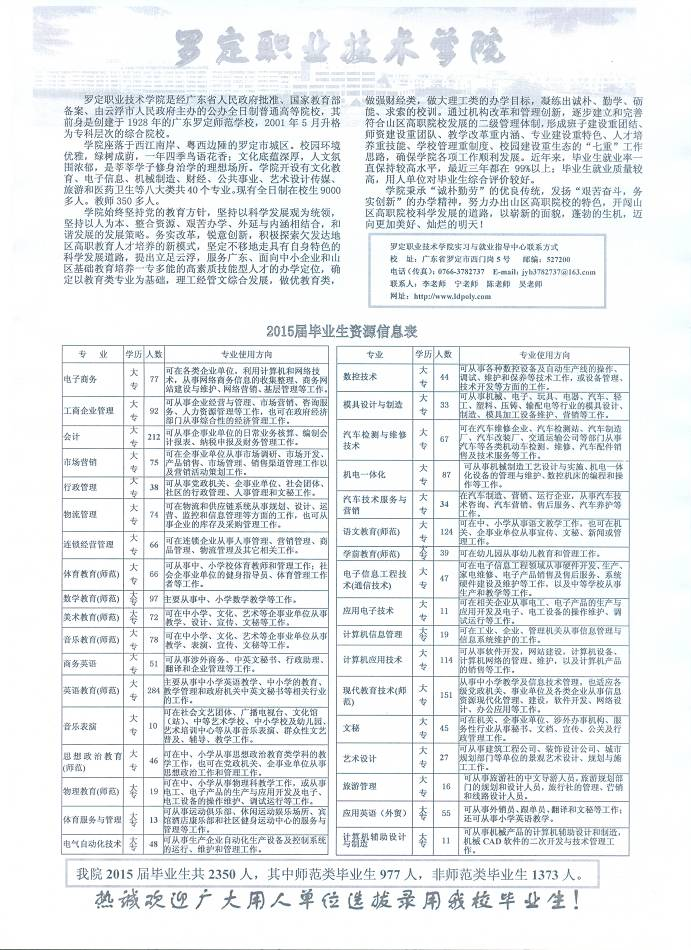 罗定职业技术学院
罗定职业技术学院是经广东省人民政府批准、国家教育部
备案、由云浮市人民政府主办的公办全日制普通高等院校，其
前身是创建于 1928 年的广东罗定师范学校，2001 年 5 月升格
为专科层次的综合院校。
学院座落于西江南岸、粤西边陲的罗定市城区。校园环境
优雅，绿树成荫，一年四季鸟语花香；文化底蕴深厚，人文氛
围浓郁，是莘莘学子修身治学的理想场所。学院开设有文化教
育、电子信息、机械制造、财经、公共事业、艺术设计传媒、
旅游和医药卫生等八大类共 40 个专业。现有全日制在校生 9000
多人。教师 350 多人。
学院始终坚持党的教育方针，坚持以科学发展观为统领，
坚持以人为本、整合资源、艰苦办学、外延与内涵相结合，和
谐发展的发展策略。务实改革，锐意创新，积极探索欠发达地
区高职教育人才培养的新模式，坚定不移地走具有自身特色的
科学发展道路，提出立足云浮，服务广东、面向中小企业和山
区基础教育培养一专多能的高素质技能型人才的办学定位，确
定以教育类专业为基础，理工经管文综合发展，做优教育类，
做强财经类，做大理工类的办学目标，凝练出诚朴、勤学、砺
能、求索的校训。通过机构改革和管理创新，逐步建立和完善
符合山区高职院校发展的二级管理体制，形成班子建设重团结、
师资建设重团队、教学改革重内涵、专业建设重特色、人才培
养重技能、学校管理重制度、校园建设重生态的“七重”工作
思路，确保学院各项工作顺利发展。近年来，毕业生就业率一
直保持较高水平，最近三年都在 99%以上；毕业生就业质量较
高，用人单位对毕业生综合评价较好。
学院秉承“诚朴勤劳”的优良传统，发扬“艰苦奋斗，务
实创新”的办学精神，努力办出山区高职院校的特色，开闯山
区高职院校科学发展的道路，以崭新的面貌，蓬勃的生机，迈
向更加美好、灿烂的明天！
罗定职业技术学院实习与就业指导中心联系方式
校 址：广东省罗定市西门岗 5 号 邮编：527200
电话（传真）：0766-3782737 E-mail：jyb3782737@163.com
联系人：李老师 宁老师 陈老师 吴老师
网址：http://www.ldpoly.com
2015届毕业生资源信息表
专 业 学历 人数 专业使用方向
电子商务 大专 77 可在各类企业单位，利用计算机和网络技
术，从事网络商务信息的收集整理、商务网
站建设与维护、网络营销、基层管理等工作。
工商企业管理 大专 92 可从事企业经营与管理、市场营销、咨询服
务、人力资源管理等工作，也可在政府经济
部门从事综合性的经济管理工作。
会计 大专 212 可从事企事业单位的日常业务核算、编制会
计报表、纳税申报及财务管理等工作。
市场营销 大专 75 可在企业单位从事市场调研、市场开发、
产品销售、市场管理、销售渠道管理工作以
及营销活动策划工作。
行政管理 大专 38 可从事党政机关、企事业单位、社会团体、
社区的行政管理、人事管理和文秘工作。
物流管理 大专 74 可在物流和供应链系统从事规划、设计、运
营、监控和信息管理等方面的工作，也可从
事企业的库存及采购管理工作。
连锁经营管理 大专 66 可在连锁企业从事人事管理、营销管理、商
品管理、物流管理及其它相关工作。
体育教育(师范) 大专 66 可从事中、小学校体育教师和管理工作；社
会企事业单位的健身指导员、体育管理工作
者等工作。
数学教育(师范) 大专 97 主要从事中、小学数学教学等工作。
美术教育(师范) 大专 72 可在中小学、文化、艺术等企事业单位从事
教学、设计、宣传、文秘等工作。
音乐教育(师范) 大专 78 可在中小学、文化、艺术等企事业单位从事
教学、表演、宣传、文秘等工作。
商务英语 大专 51 可从事涉外商务、中英文秘书、行政助理、
翻译和企业管理等工作。
英语教育(师范) 大专 284 主要从事中小学英语教学、中小学的教育、
教学管理和政府机关中英文秘书等相关行业
的工作。
音乐表演 大专 10 可在社会文艺团体、广播电视台、文化馆
（站）、中等艺术学校、中小学校及幼儿园、
艺术培训中心等从事音乐表演、群众性文艺
普及、辅导、教学工作。
思想政治教育(师范) 大专 46 可在中、小学从事思想政治教育类学科的教
学工作，也可在党政机关、企事业单位从事
思想政治工作和管理工作。
物理教育(师范) 大专 19 可在中、小学从事物理科教学工作，或从事
电工、电子产品的生产与应用开发及电子、
电工设备的操作维护、调试运行等工作。
体育服务与管理 大专 13 可从事运动俱乐部、休闲运动娱乐场所、宾
馆酒店康乐部和社区健身运动中心的服务与
管理等工作。
电气自动化技术 大专 48 可从事生产企业自动化生产设备及控制系统
的运行、维护和管理工作。
专业 学历 人数 专业使用方向
数控技术 大专 44 可从事各种数控设备及自动生产线的操作、
调试、维护和保养等技术工作，或设备管理、
技术开发等方面的工作。
模具设计与制造 大专 33 可从事机械、电子、玩具、电器、汽车、轻
工、塑料、压铸、输配电等行业的模具设计、
制造、模具加工设备维护、营销等工作。
汽车检测与维修技术 大专 67 可在汽车维修企业、汽车检测站、汽车制造
厂、汽车改装厂、交通运输公司等部门从事
汽车等各类机动车检测、维修、汽车配件销
售及技术服务等工作。
机电一体化 大专 87 可从事机械制造工艺设计与实施、机电一体
化设备的管理与维护、数控机床的编程和操
作等工作。
汽车技术服务与营销 大专 34 在汽车制造、营销、运行企业，从事汽车技
术咨询、汽车营销、售后服务、汽车养护等
工作。
语文教育(师范) 大专 124 可在中、小学从事语文教学工作，也可在机
关、企事业单位从事宣传、文秘、新闻或管
理工作。
学前教育(师范) 大专 39 可在幼儿园从事幼儿教育和管理工作。
电子信息工程技术(通信技术) 大专 47 可在电子信息工程领域从事硬件开发、生产、
家电维修、电子产品销售及售后服务、系统
硬件建设及维护等工作，以及中等学校从事
生产和教学等工作。
应用电子技术 大专 11 可在相关企业从事电工、电子产品的生产与
应用开发及电子、电工设备的操作维护、调
试运行等工作。
计算机信息管理 大专 19 可在工业、企业、管理机关从事信息管理与
信息系统维护的工作。
计算机应用技术 大专 114 可从事软件开发，网站建设，计算机设备、
计算机网络的管理、维护，以及计算机产品
的销售等工作。
现代教育技术(师范) 大专 151 从事中小学教学及信息技术管理，也适应各
级党政机关、事业单位及各类企业从事信息
资源现代化管理、建设，软件开发、网络设
计、办公应用等工作。
文秘 大专 45 可在机关、企事业单位、涉外办事机构、服
务性行业从事秘书、文档、宣传、公关及行
政管理工作。
艺术设计 大专 27 可从事建筑工程公司、装饰设计公司、城市
规划部门等单位的景观艺术设计、规划与施
工工作。
旅游管理 大专 16 可从事旅游社的中文导游人员，旅游规划部
门的规划和设计人员，旅行社的管理、营销
和线路设计人员。
应用英语（外贸） 大专 55 可从事外销员、跟单员、翻译和文秘等工作；
还可从事小学英语教学。
计算机辅助设计与制造 大专 11 可从事机械产品的计算机辅助设计和制造，
机械 CAD 软件的二次开发与技术管理工
作。
我院 2015 届毕业生共 2350 人，其中师范类毕业生 977 人，非师范类毕业生 1373 人。
热诚欢迎广大用人单位选拔录用我校毕业生！